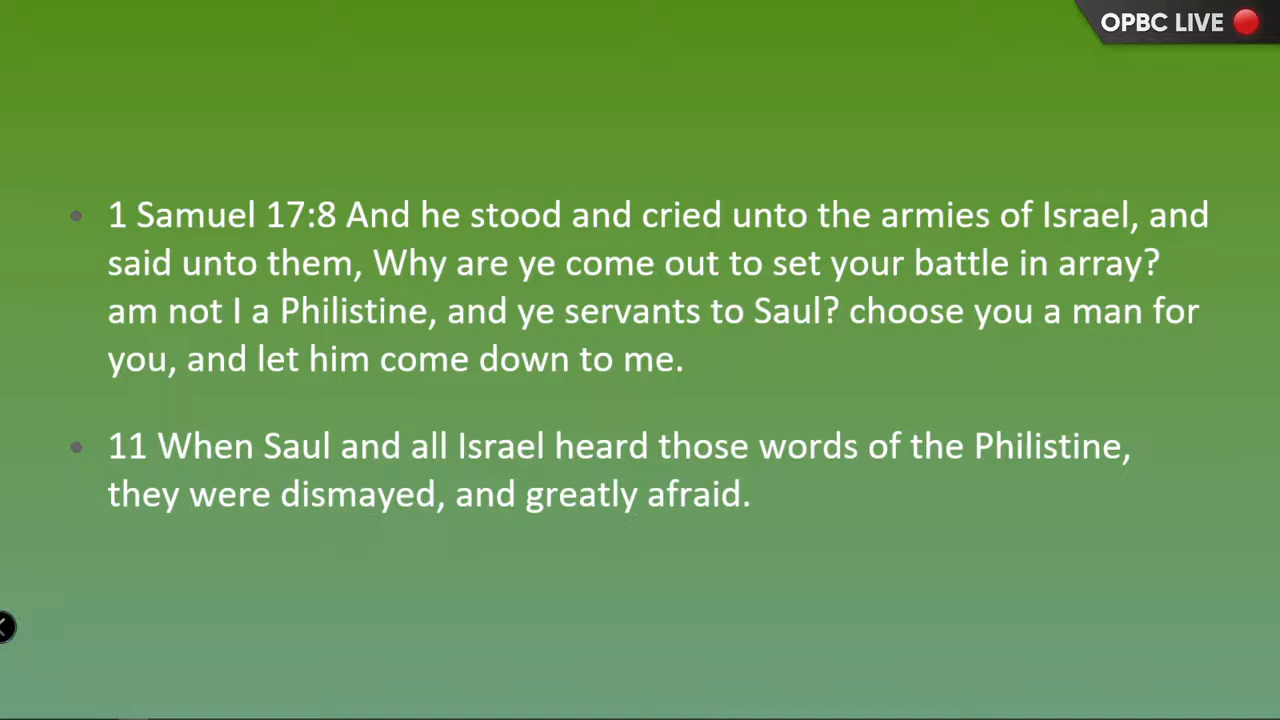 OPBC LIVE
• 1 Samuel 17:8 And he stood and cried unto the armies of Israel, and
said unto them, Why are ye come out to set your battle in array?
am not I a Philistine, and ye servants to Saul? choose you a man for
you, and let him come down to me.
• 11 When Saul and all Israel heard those words of the Philistine,
they were dismayed, and greatly afraid.